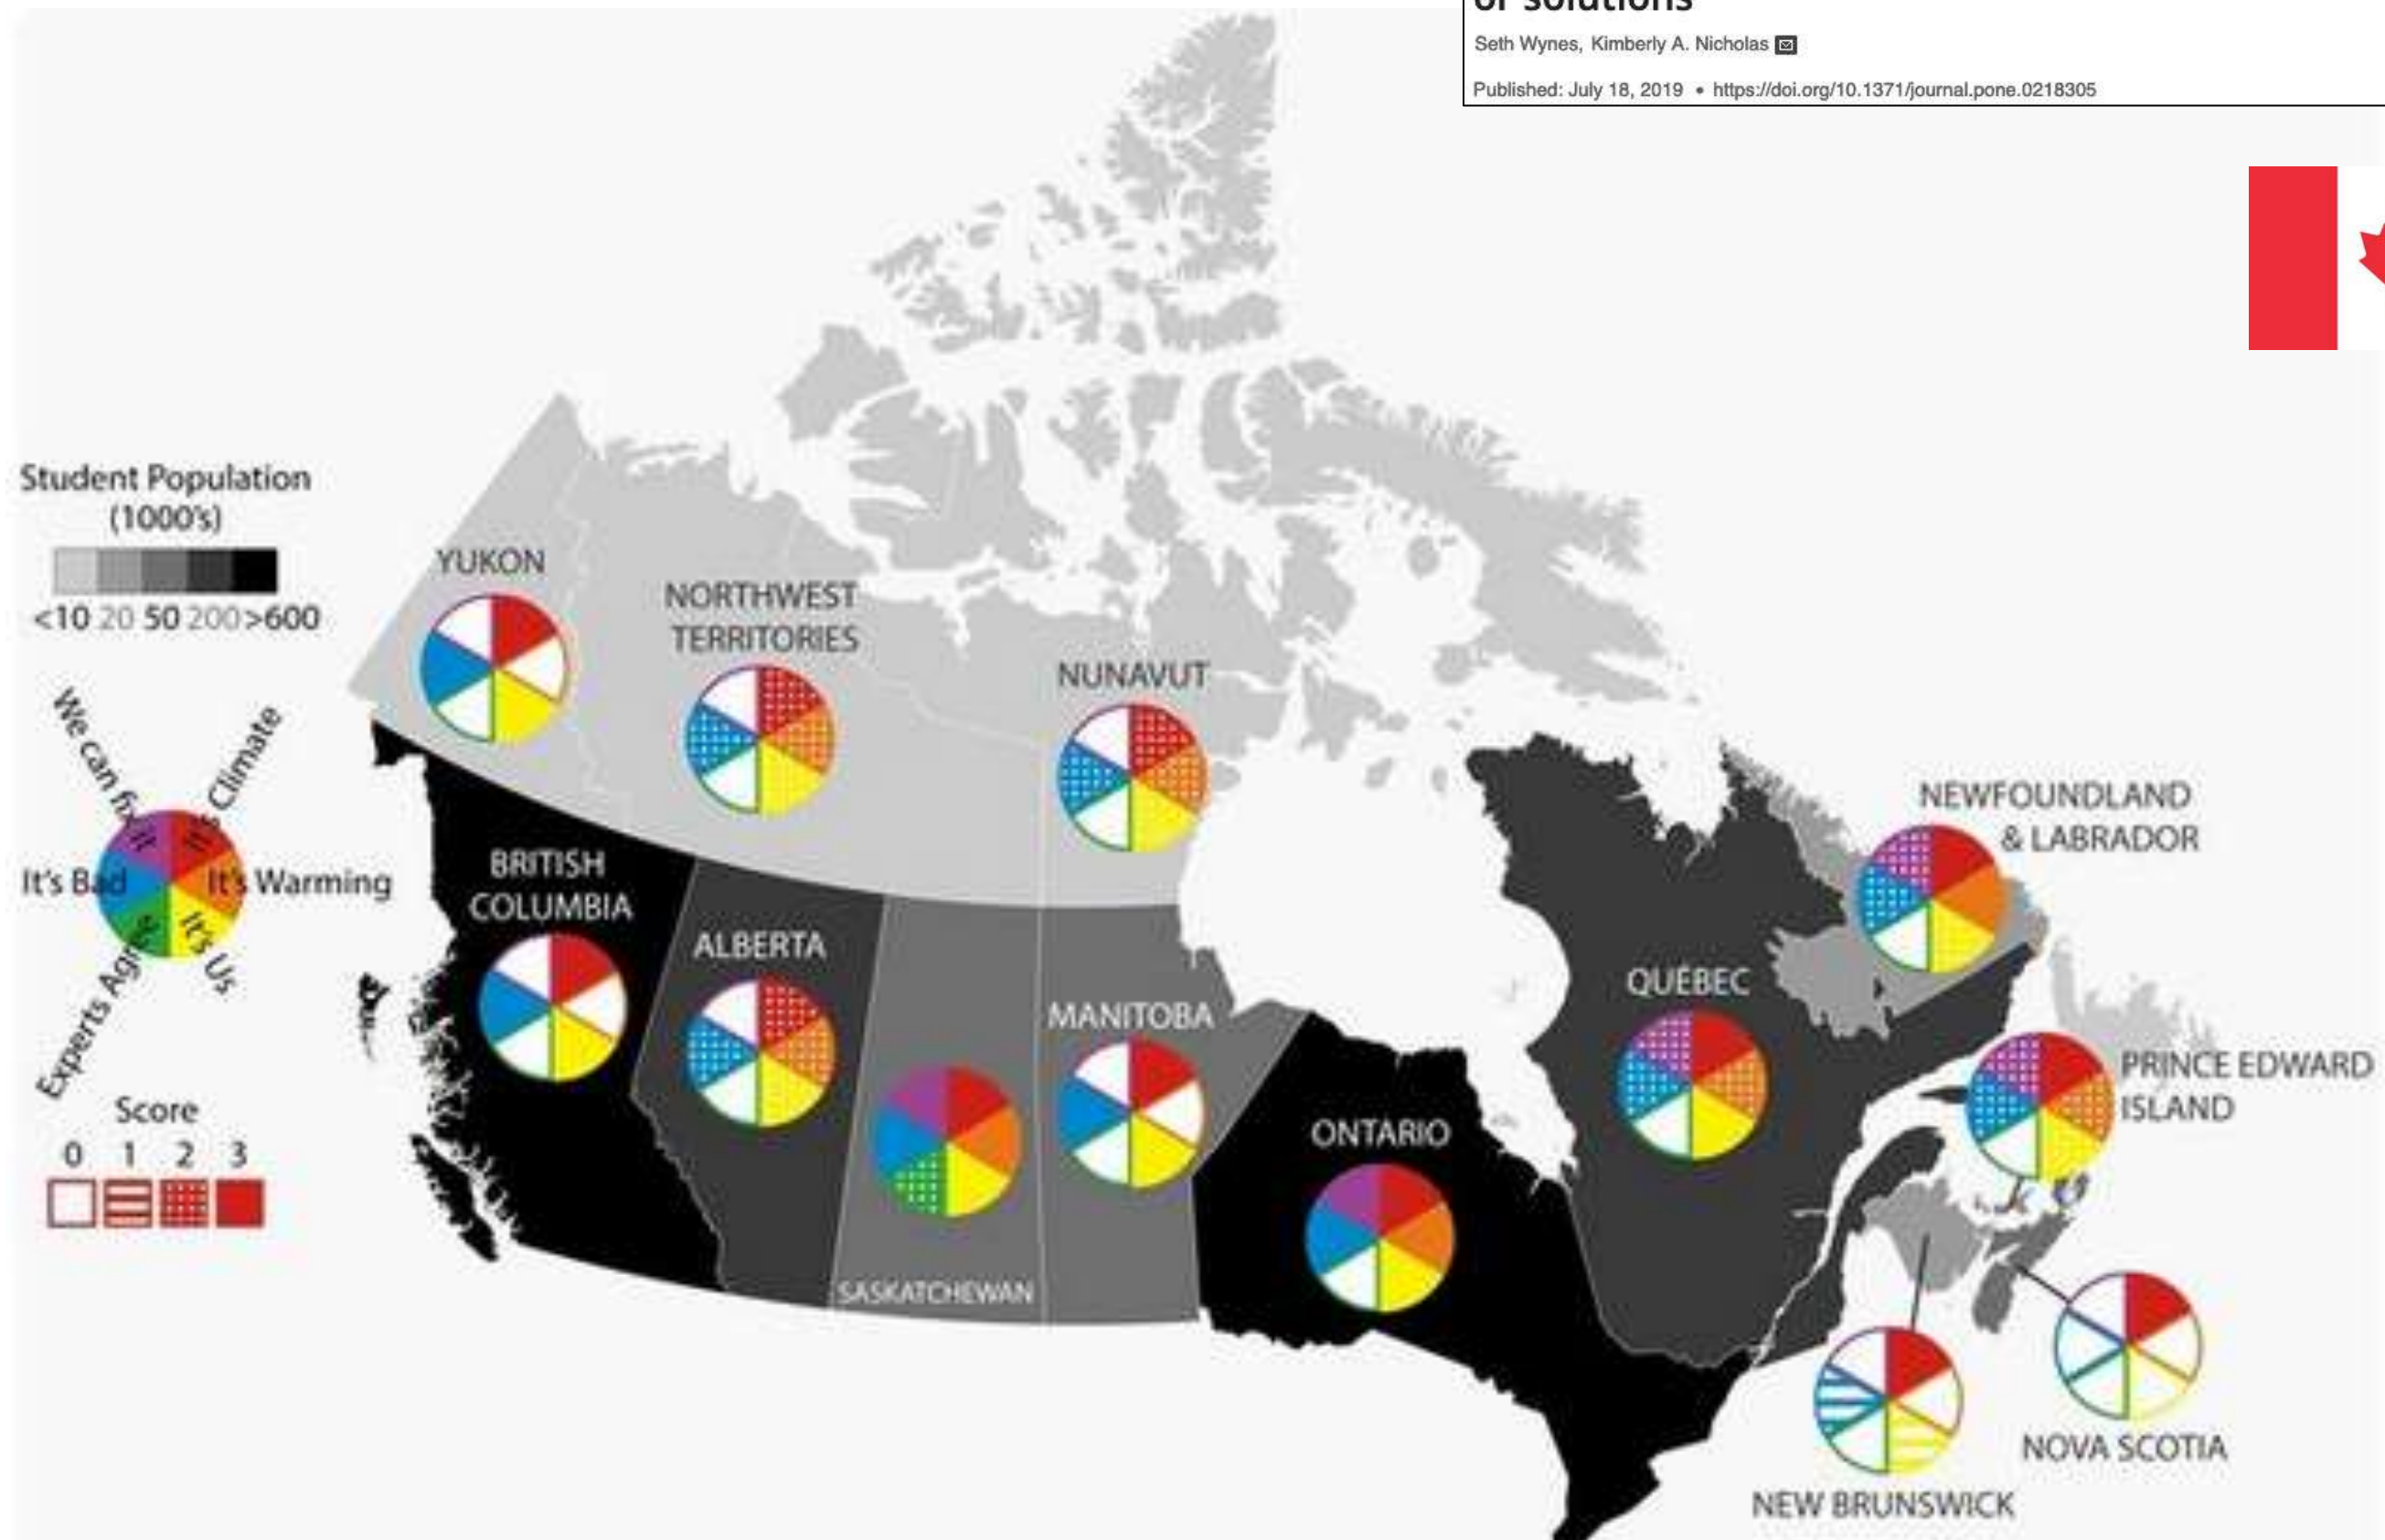 or solutions
Seth Wynes, Kimberly A. Nicholas
Published: July 18, 2019 • https://doi.org/10.1371/journal.pone.0218305
Student Population
(1000's)
<10 20 50 200 >600
YUKON
NORTHWEST
TERRITORIES
NUNAVUT
We can fix it
It's Climate
It's Bad
It's Warming
Experts Agree
It's Us
Score
0 1 2 3
BRITISH
COLUMBIA
ALBERTA
SASKATCHEWAN
MANITOBA
ONTARIO
QUÉBEC
NEWFOUNDLAND
& LABRADOR
PRINCE EDWARD
ISLAND
NOVA SCOTIA
NEW BRUNSWICK